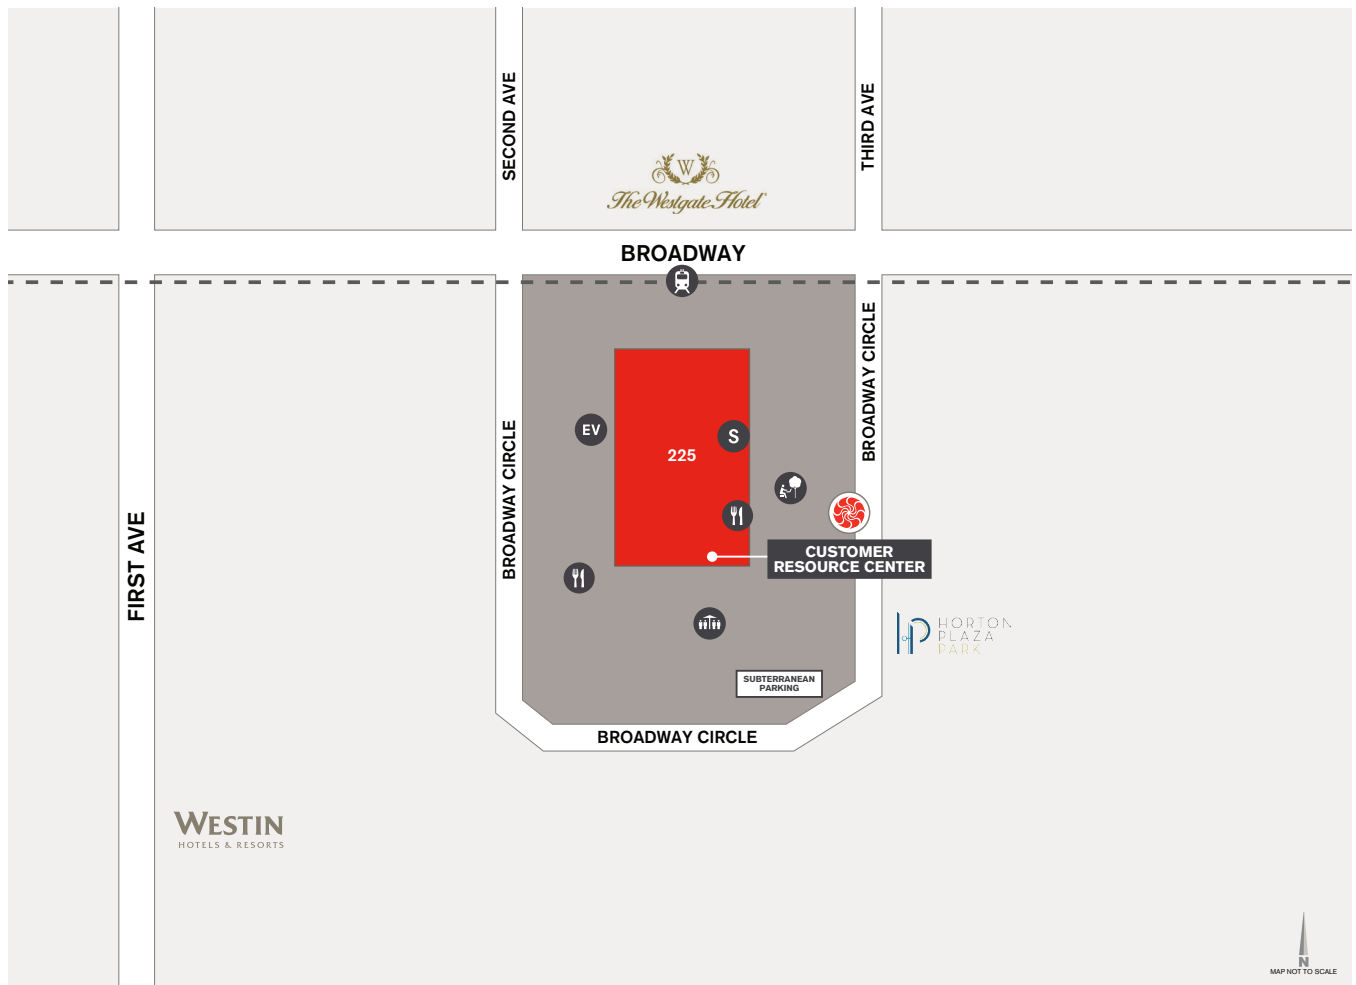 SECOND AVE
THIRD AVE
W
The Westgate Hotel
BROADWAY
BROADWAY CIRCLE
EV
S
225
BROADWAY CIRCLE
FIRST AVE
CUSTOMER
RESOURCE CENTER
HORTON
PLAZA
PARK
SUBTERRANEAN
PARKING
BROADWAY CIRCLE
WESTIN
HOTELS & RESORTS
N
MAP NOT TO SCALE